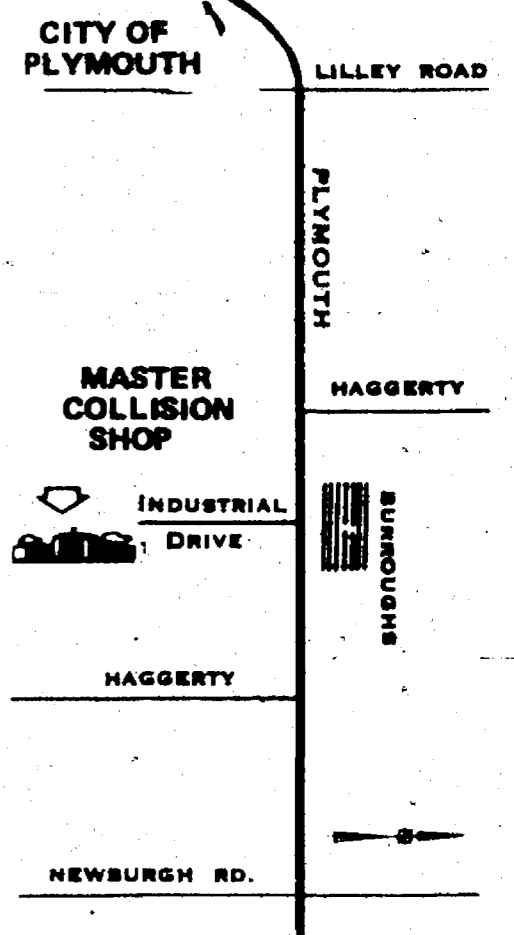 CITY OF
PLYMOUTH
LILLEY ROAD
PLYMOUTH
HAGGERTY
MASTER
COLLISION
SHOP
INDUSTRIAL
DRIVE
BURROUGHS
HAGGERTY
NEWBURGH RD.